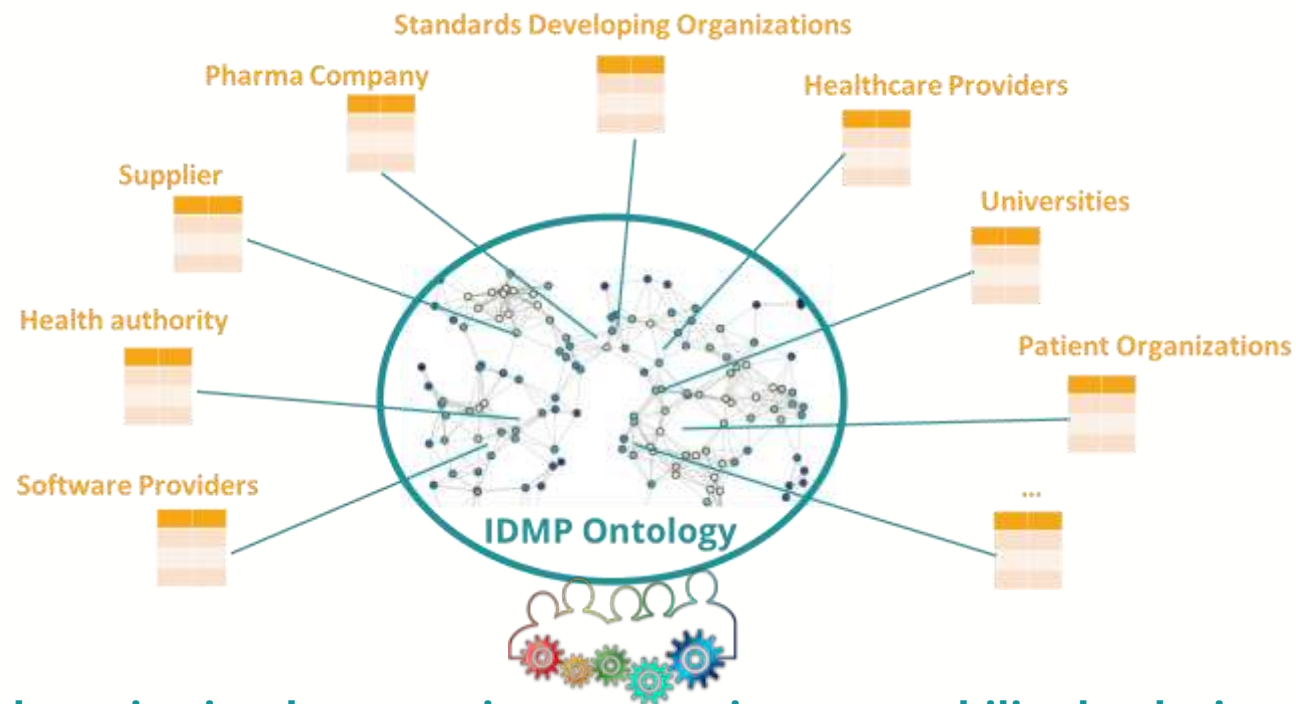 Standards Developing Organizations
Pharma Company
Healthcare Providers
Supplier
Universities
Health authority
Patient Organizations
Software Providers
...
IDMP Ontology